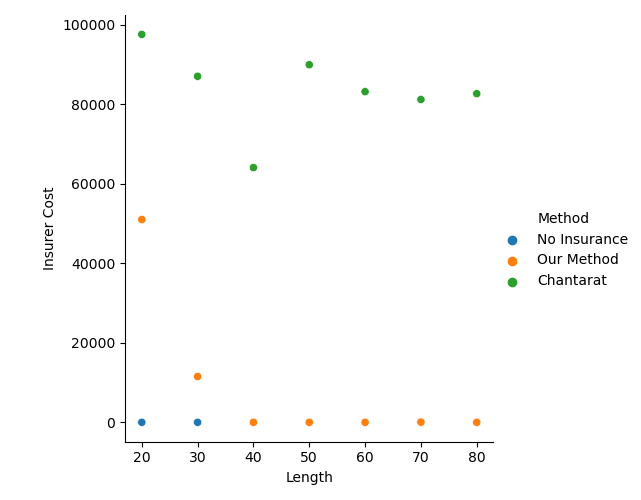 100000
80000
60000
40000
20000
0
Insurer Cost
20 30 40 50 60 70 80
Length
Method
No Insurance
Our Method
Chantarat